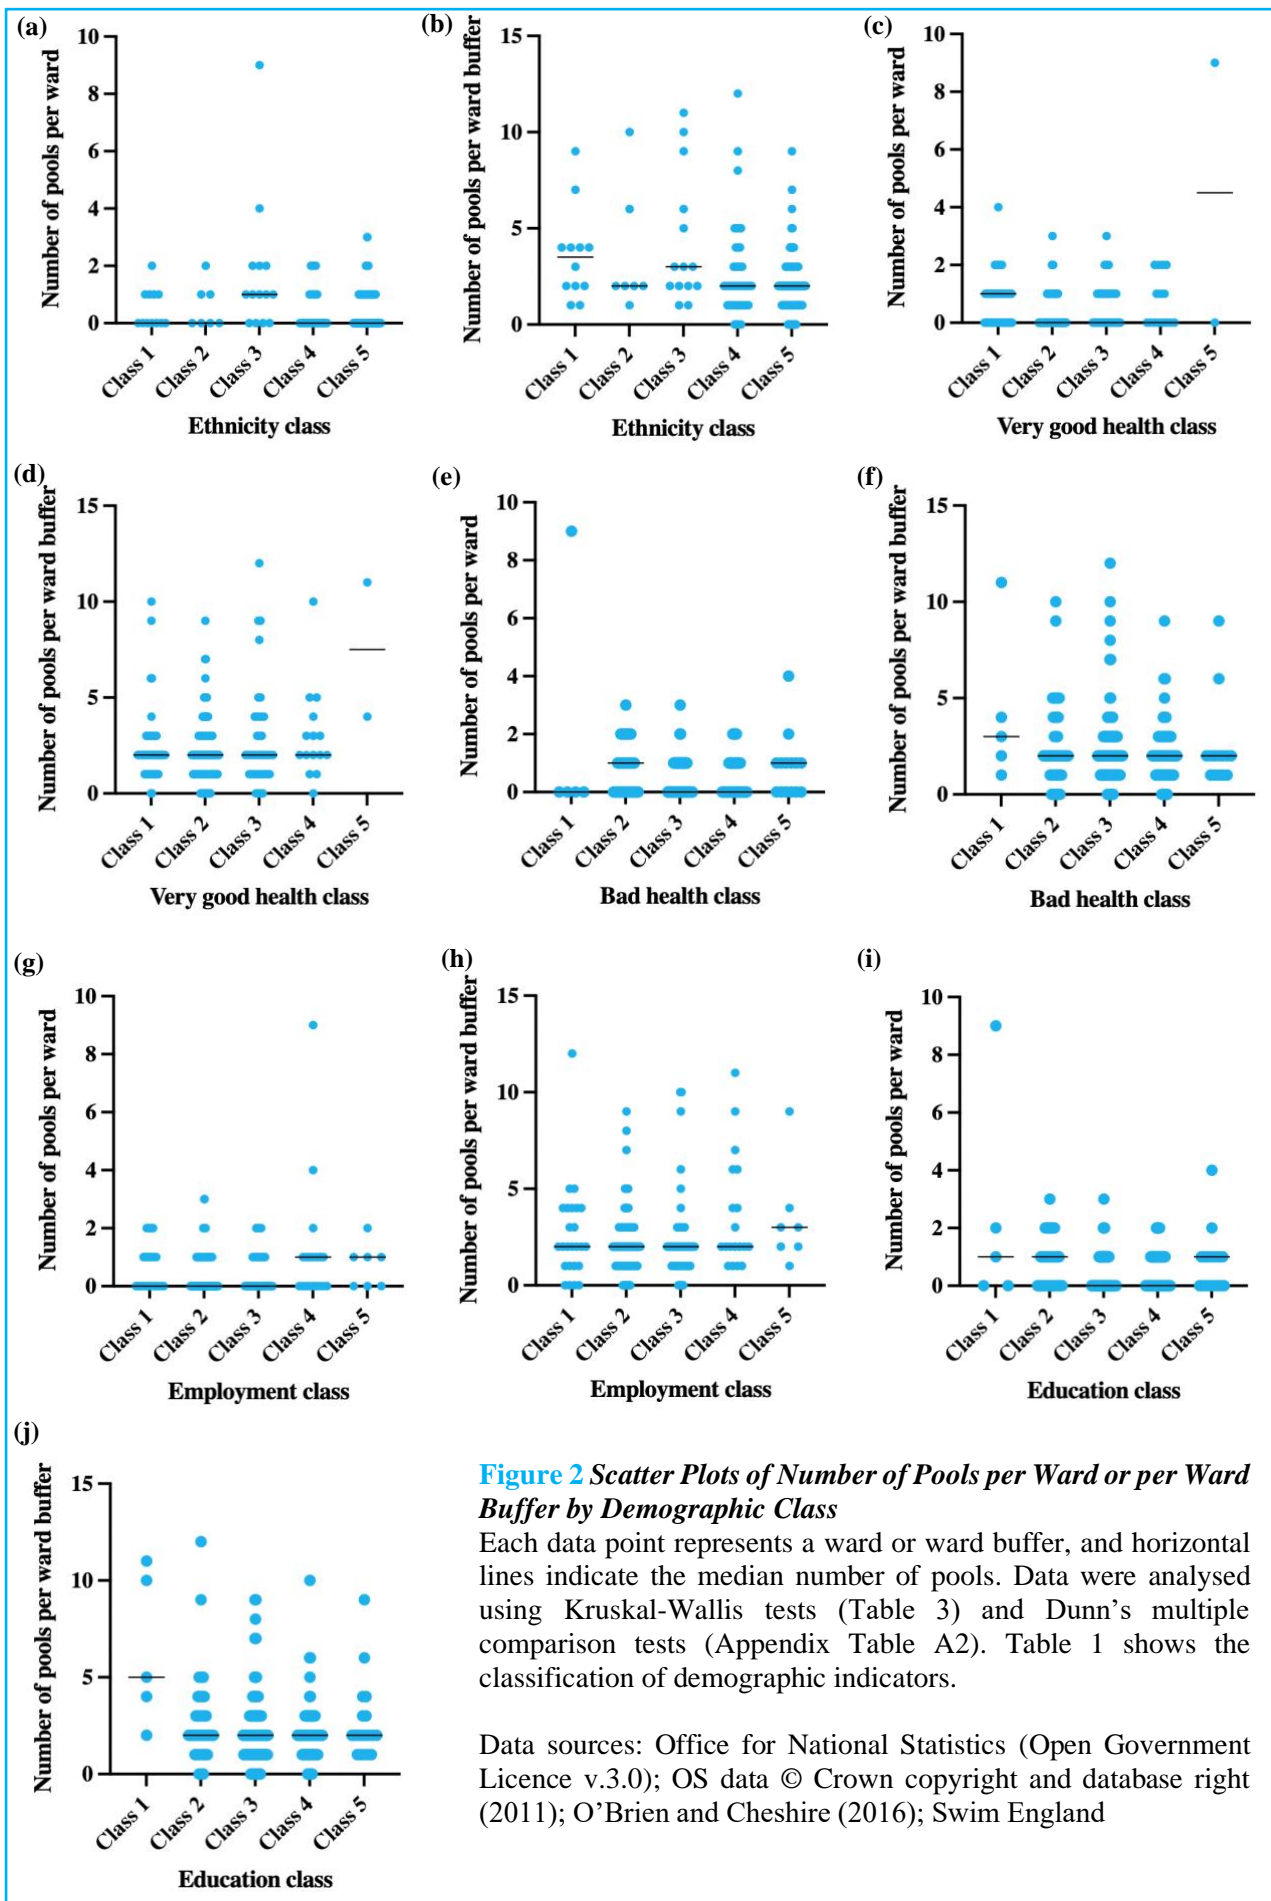 (a)
10
8
6
4
2
0
Number of pools per ward
Class 1
Class 2
Class 3
Class 4
Class 5
Ethnicity class
(b)
15
10
5
0
Number of pools per ward buffer
Class 1
Class 2
Class 3
Class 4
Class 5
Ethnicity class
(c)
10
8
6
4
2
0
Number of pools per ward
Class 1
Class 2
Class 3
Class 4
Class 5
Very good health class
(d)
15
10
5
0
Number of pools per ward buffer
Class 1
Class 2
Class 3
Class 4
Class 5
Very good health class
(e)
10
8
6
4
2
0
Number of pools per ward
Class 1
Class 2
Class 3
Class 4
Class 5
Bad health class
(f)
15
10
5
0
Number of pools per ward buffer
Class 1
Class 2
Class 3
Class 4
Class 5
Bad health class
(g)
10
8
6
4
2
0
Number of pools per ward
Class 1
Class 2
Class 3
Class 4
Class 5
Employment class
(h)
15
10
5
0
Number of pools per ward buffer
Class 1
Class 2
Class 3
Class 4
Class 5
Employment class
(i)
10
8
6
4
2
0
Number of pools per ward
Class 1
Class 2
Class 3
Class 4
Class 5
Education class
(j)
15
10
5
0
Number of pools per ward buffer
Class 1
Class 2
Class 3
Class 4
Class 5
Education class
Figure 2 Scatter Plots of Number of Pools per Ward or per Ward
Buffer by Demographic Class
Each data point represents a ward or ward buffer, and horizontal
lines indicate the median number of pools. Data were analysed
using Kruskal-Wallis tests (Table 3) and Dunn’s multiple
comparison tests (Appendix Table A2). Table 1 shows the
classification of demographic indicators.
Data sources: Office for National Statistics (Open Government
Licence v.3.0); OS data © Crown copyright and database right
(2011); O’Brien and Cheshire (2016); Swim England